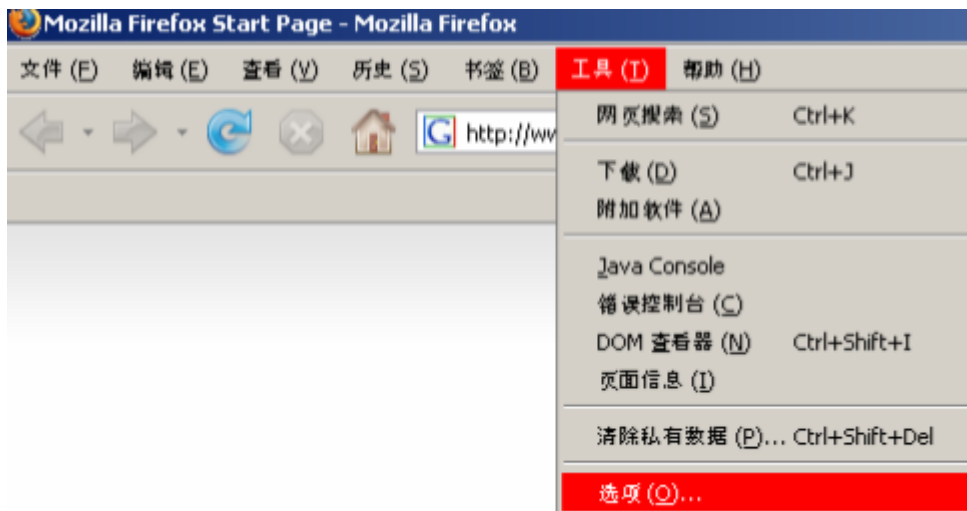 Mozilla Firefox Start Page - Mozilla Firefox
文件 (F) 编辑 (E) 查看 (V) 历史 (S) 书签 (B) 工具 (T) 帮助 (H)
G http://ww
网页搜索 (S) Ctrl+K
下载 (D) Ctrl+J
附加软件 (A)
Java Console
错误控制台 (C)
DOM 查看器 (N) Ctrl+Shift+I
页面信息 (I)
清除私有数据 (P)... Ctrl+Shift+Del
选项 (O)...